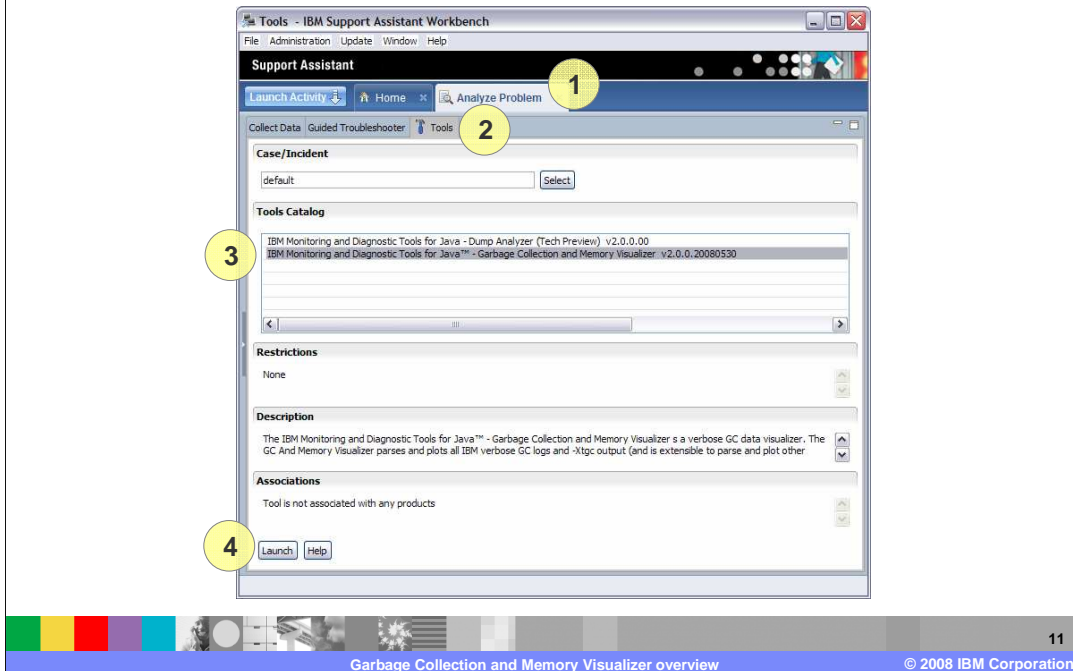 Tools - IBM Support Assistant Workbench
File Administration Update Window Help
Support Assistant
Launch Activity Home Analyze Problem
1
Collect Data Guided Troubleshooter Tools
2
Case/Incident
default Select
Tools Catalog
3
IBM Monitoring and Diagnostic Tools for Java - Dump Analyzer (Tech Preview) v2.0.0.00
IBM Monitoring and Diagnostic Tools for Java™ - Garbage Collection and Memory Visualizer v2.0.0.20080530
Restrictions
None
Description
The IBM Monitoring and Diagnostic Tools for Java™ - Garbage Collection and Memory Visualizer s a verbose GC data visualizer. The
GC And Memory Visualizer parses and plots all IBM verbose GC logs and -Xtgc output (and is extensible to parse and plot other
Associations
Tool is not associated with any products
4
Launch Help
11
Garbage Collection and Memory Visualizer overview
© 2008 IBM Corporation